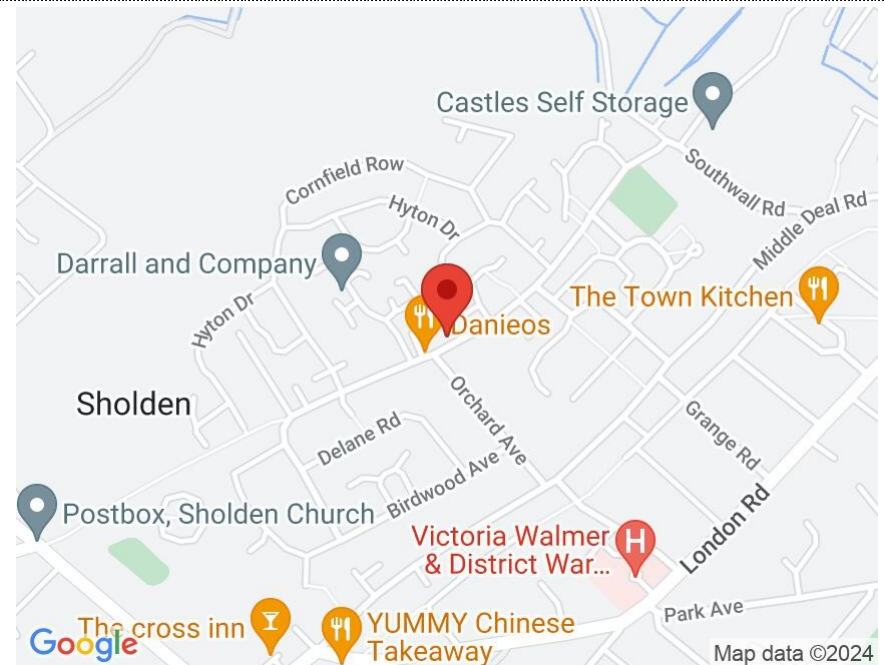 Castles Self Storage
Cornfield Row
Southwall Rd
Hyton Dr
Middle Deal Rd
Darrall and Company
The Town Kitchen
Hyton Dr
Danieos
Sholden
Orchard Ave
Delane Rd
Grange Rd
Birdwood Ave
London Rd
Postbox, Sholden Church
Victoria Walmer
& District War...
H
Park Ave
The cross inn
YUMMY Chinese
Takeaway
Google
Map data ©2024